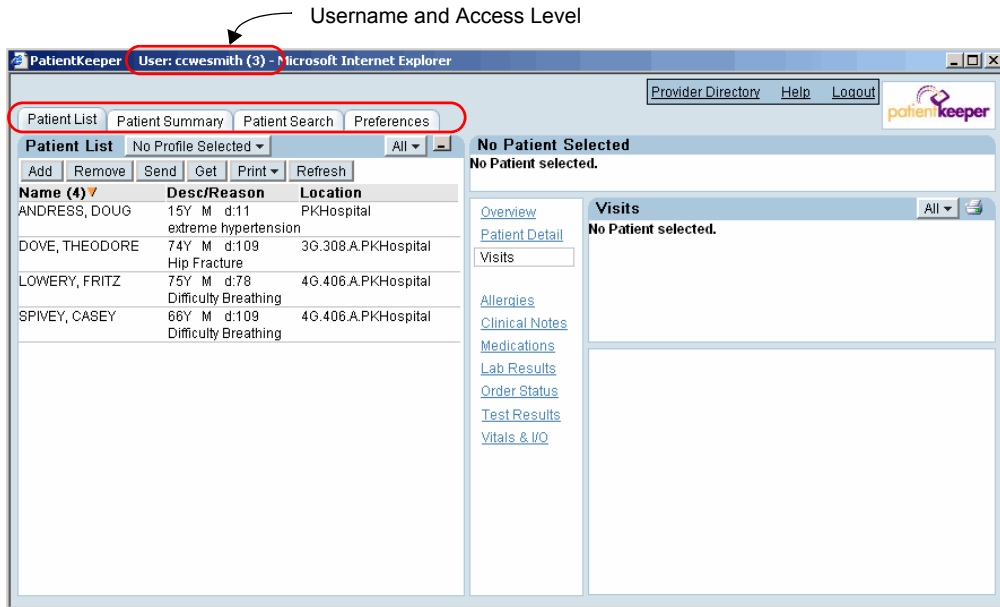 Username and Access Level
PatientKeeper User: ccwesmith (3) - Microsoft Internet Explorer
Provider Directory Help Logout
patientkeeper
Patient List Patient Summary Patient Search Preferences
Patient List No Profile Selected All
Add Remove Send Get Print Refresh
Name (4) Desc/Reason Location
ANDRESS, DOUG 15Y M d:11 PKHospital
extreme hypertension
DOVE, THEODORE 74Y M d:109 3G.308.A.PKHospital
Hip Fracture
LOWERY, FRITZ 75Y M d:78 4G.406.A.PKHospital
Difficulty Breathing
SPIVEY, CASEY 66Y M d:109 4G.406.A.PKHospital
Difficulty Breathing
No Patient Selected
No Patient selected.
Overview
Patient Detail
Visits
Allergies
Clinical Notes
Medications
Lab Results
Order Status
Test Results
Vitals & I/O
Visits All
No Patient selected.